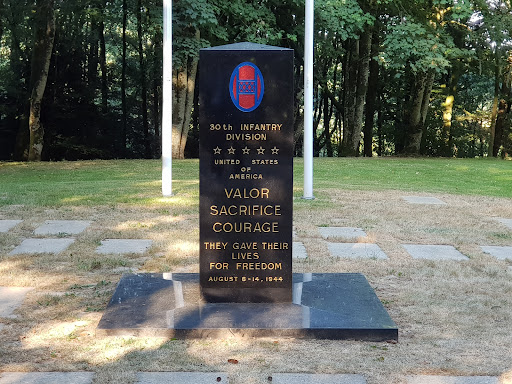 30th INFANTRY
DIVISION
UNITED STATES
OF
AMERICA
VALOR
SACRIFICE
COURAGE
THEY GAVE THEIR
LIVES
FOR FREEDOM
AUGUST 8-14, 1944